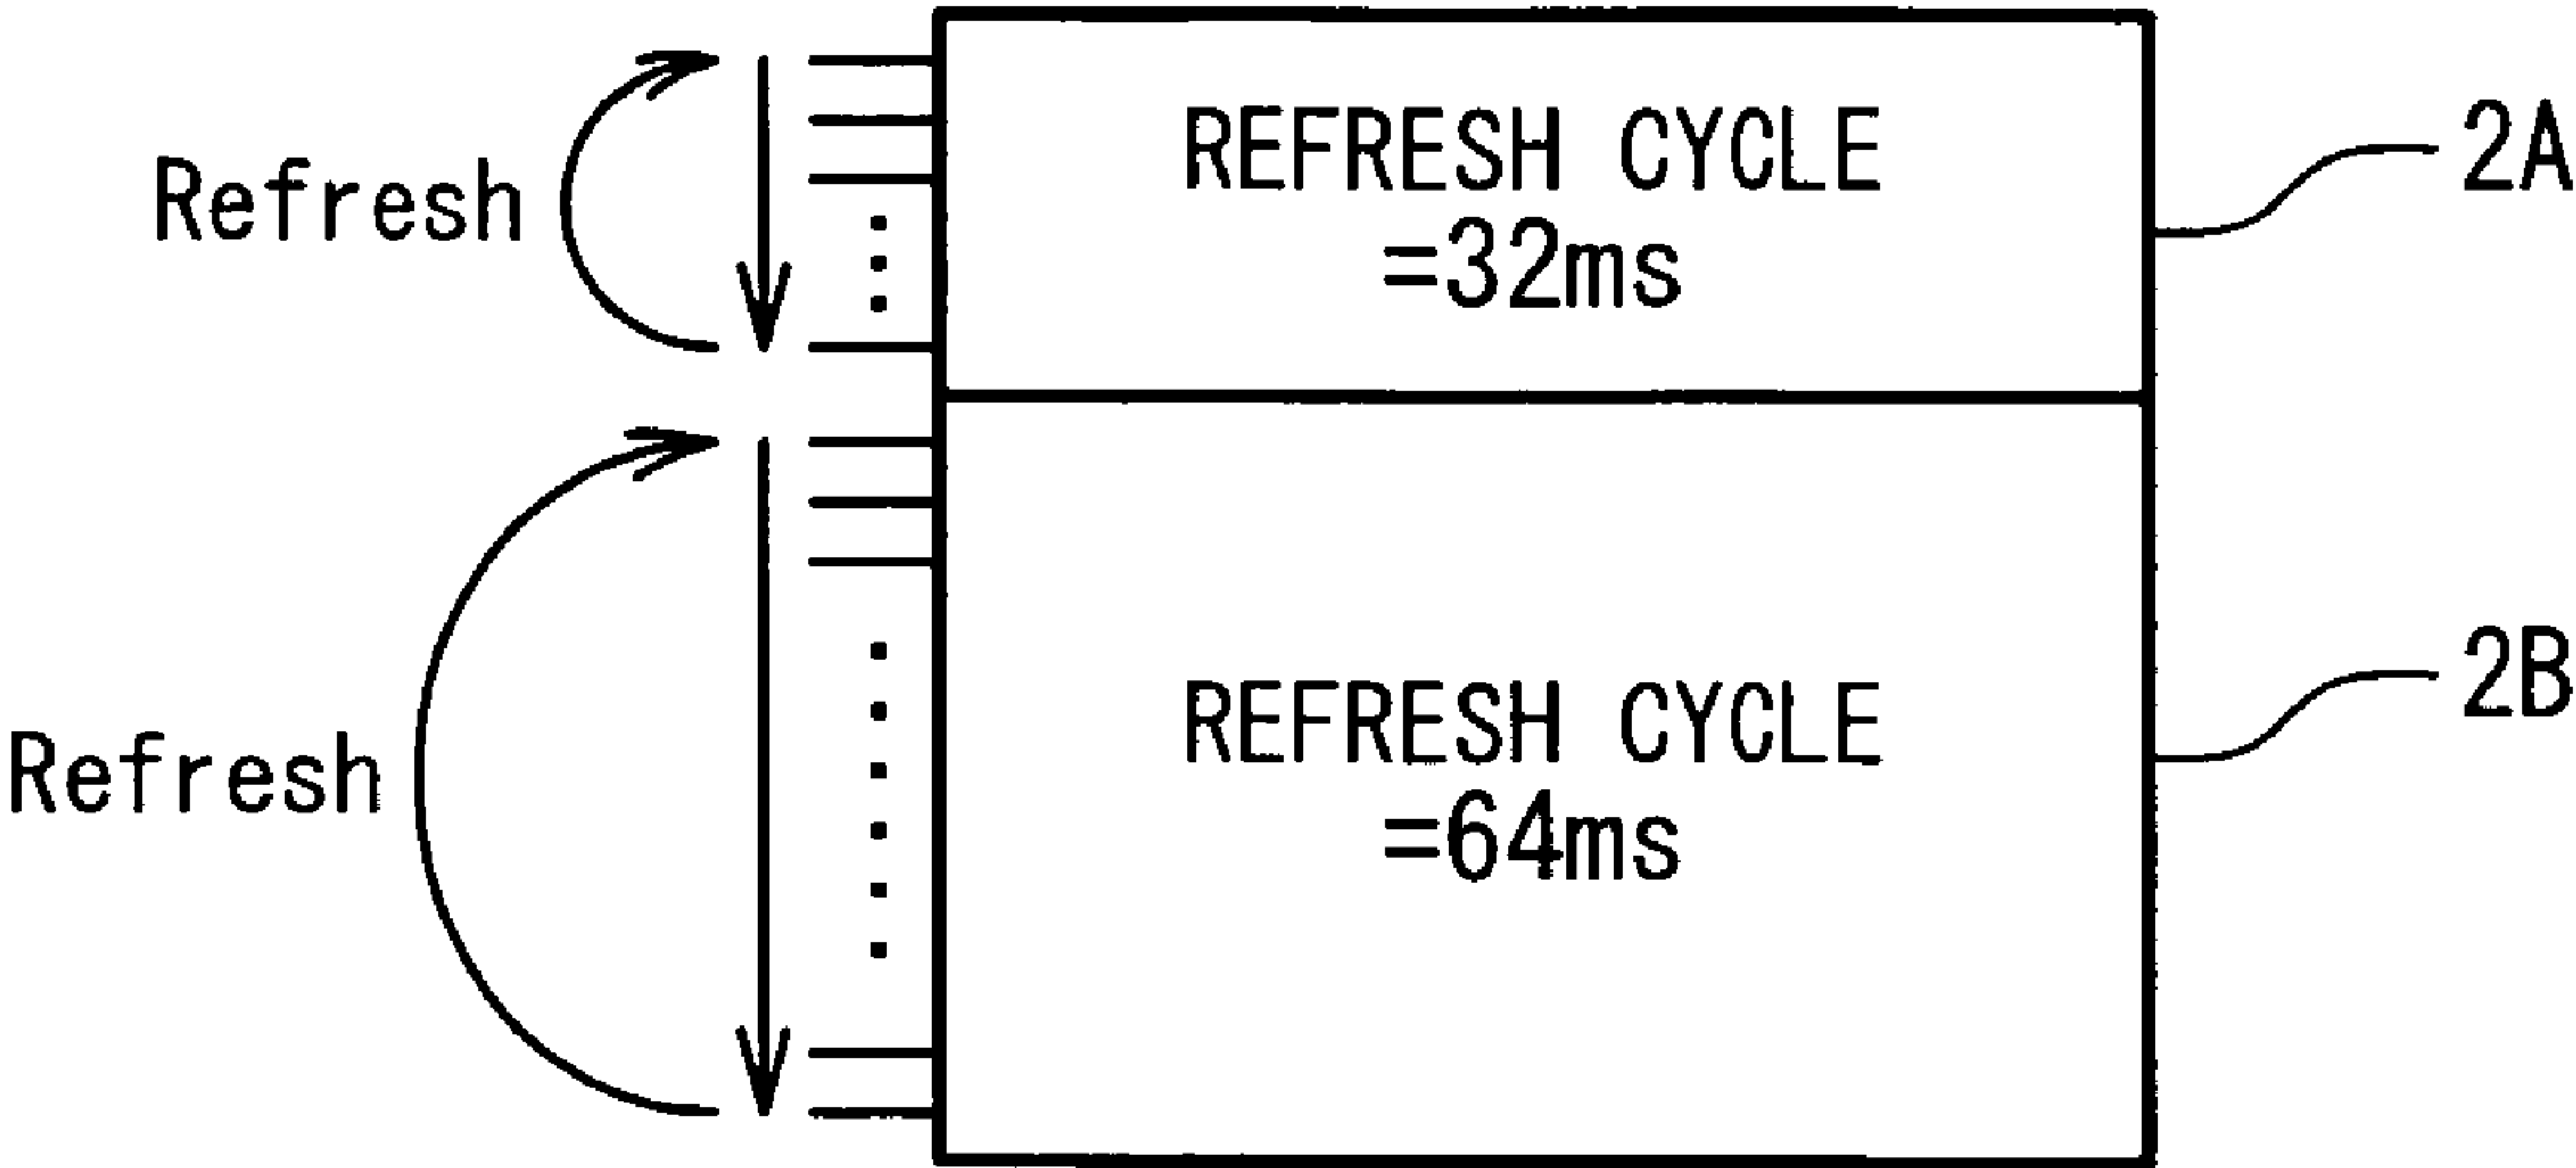 Refresh
REFRESH CYCLE
=32ms
2A
Refresh
REFRESH CYCLE
=64ms
2B